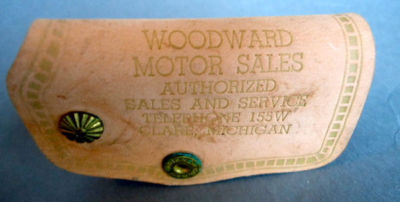 WOODWARD
MOTOR SALES
AUTHORIZED
SALES AND SERVICE
TELEPHONE 155W
CLARE, MICHIGAN